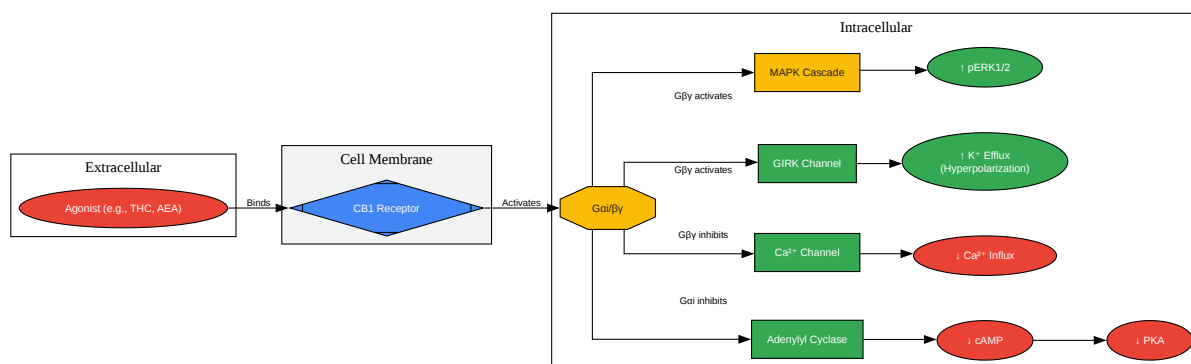 Intracellular
MAPK Cascade
↑ pERK1/2
Gβγ activates
Extracellular
Cell Membrane
GIRK Channel
↑ K⁺ Efflux
(Hyperpolarization)
Gβγ activates
Agonist (e.g., THC, AEA)
Binds
CB1 Receptor
Activates
Gαi/βγ
Gβγ inhibits
Ca²⁺ Channel
↓ Ca²⁺ Influx
Gαi inhibits
Adenylyl Cyclase
↓ cAMP
↓ PKA